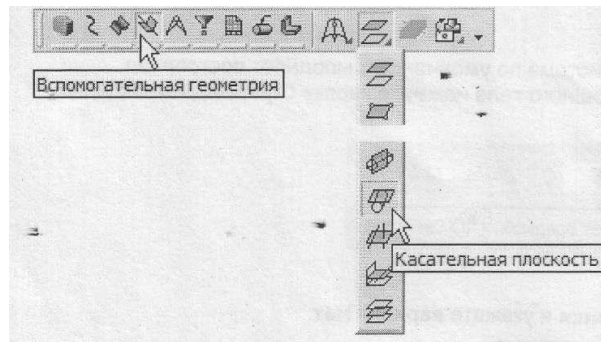 Вспомогательная геометрия
Касательная плоскость